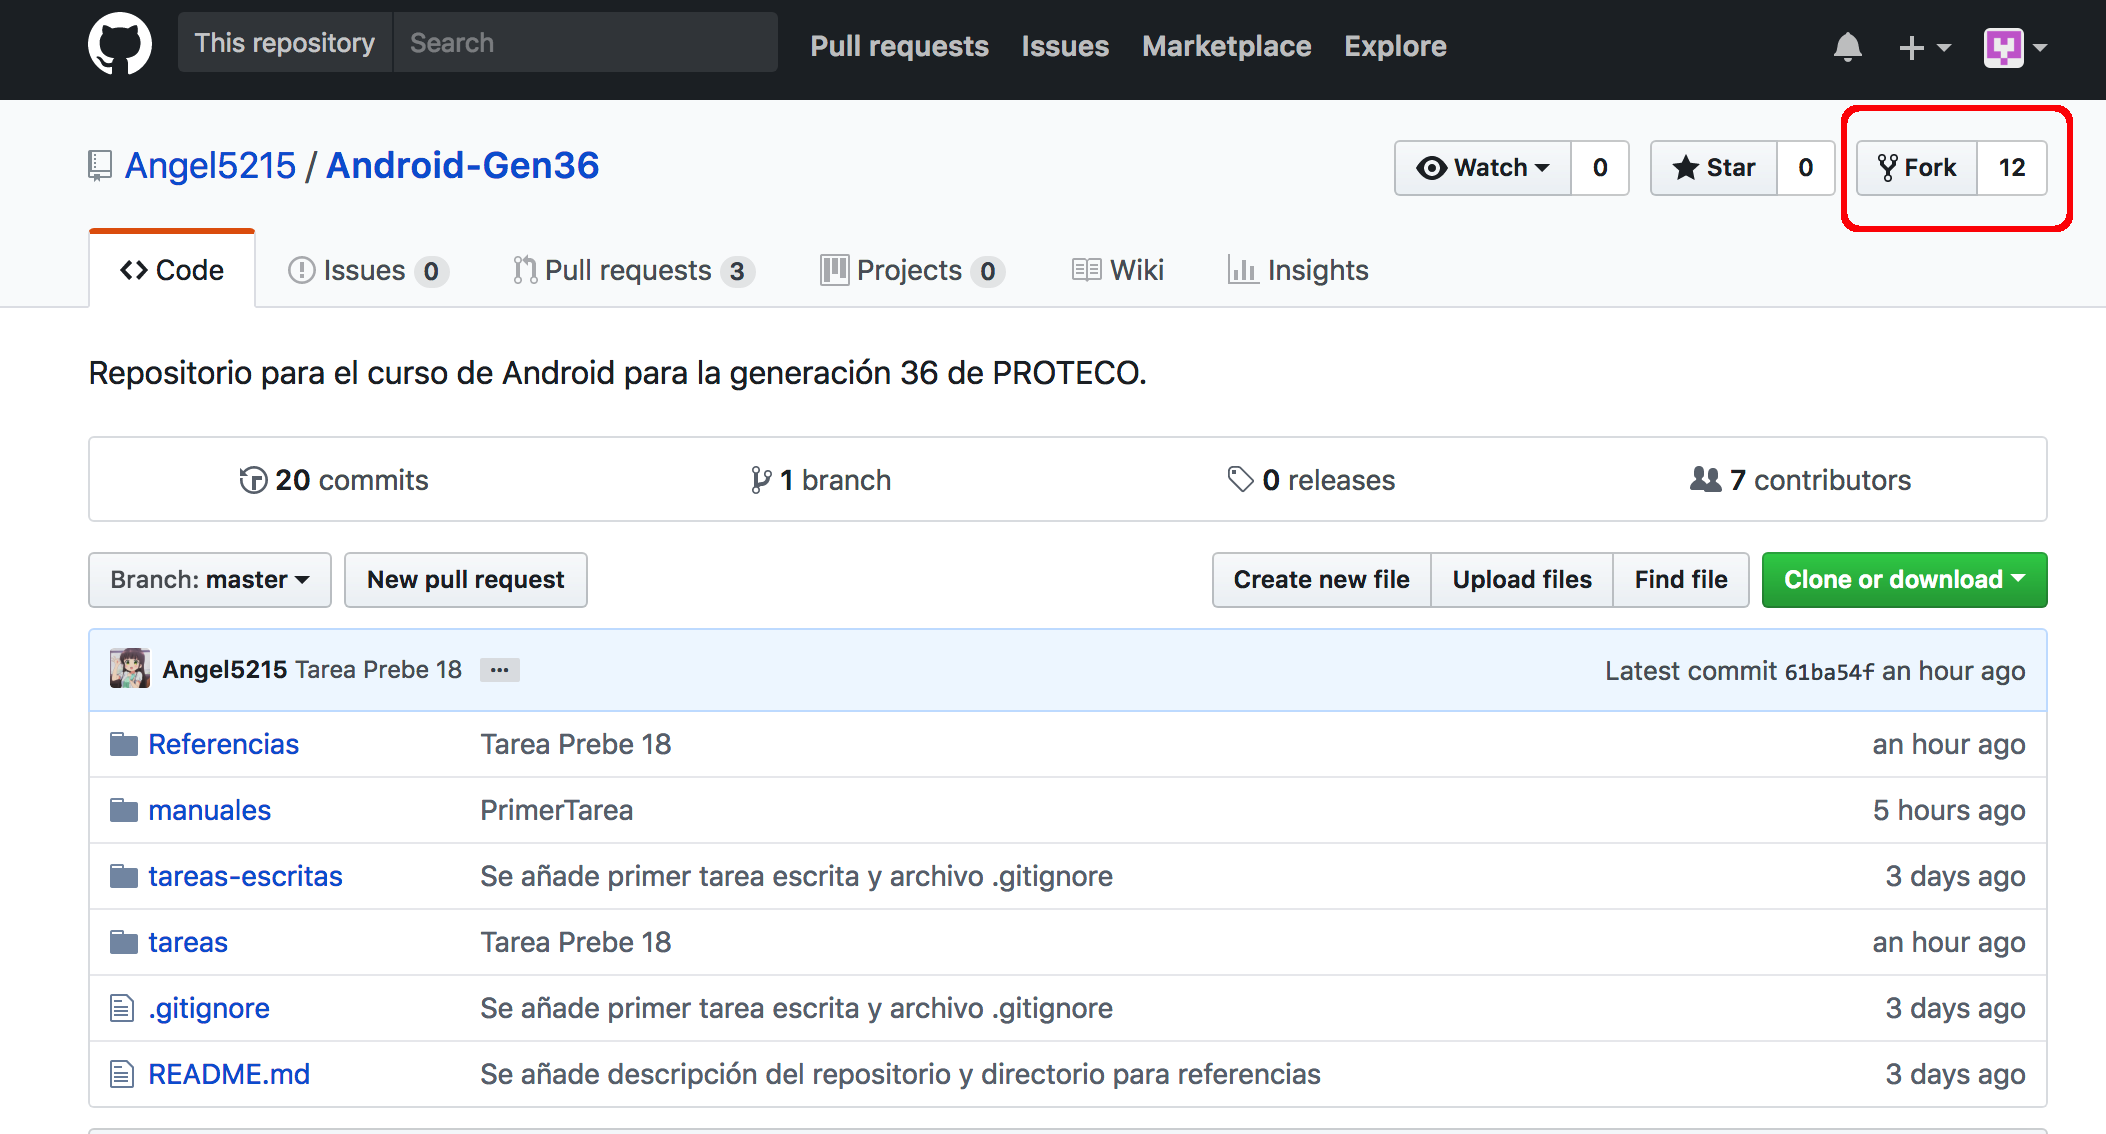 This repository Search Pull requests Issues Marketplace Explore
Angel5215 / Android-Gen36 Watch 0 Star 0 Fork 12
Code Issues 0 Pull requests 3 Projects 0 Wiki Insights
Repositorio para el curso de Android para la generación 36 de PROTECO.
20 commits 1 branch 0 releases 7 contributors
Branch: master New pull request Create new file Upload files Find file Clone or download
Angel5215 Tarea Prebe 18 ... Latest commit 61ba54f an hour ago
Referencias Tarea Prebe 18 an hour ago
manuales PrimerTarea 5 hours ago
tareas-escritas Se añade primer tarea escrita y archivo .gitignore 3 days ago
tareas Tarea Prebe 18 an hour ago
.gitignore Se añade primer tarea escrita y archivo .gitignore 3 days ago
README.md Se añade descripción del repositorio y directorio para referencias 3 days ago